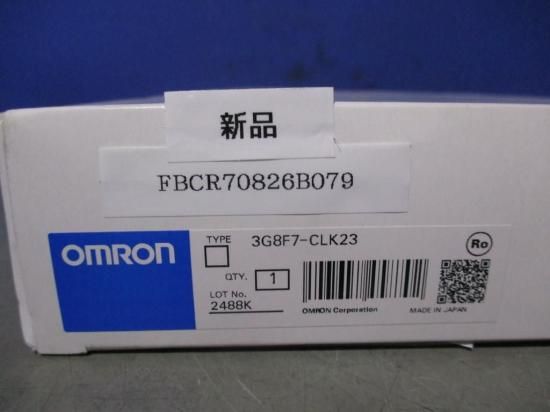 新品
FBCR70826B079
OMRON
TYPE 3G8F7-CLK23
Ro
QTY. 1
LOT No.
2488K
OMRON Corporation
MADE IN JAPAN